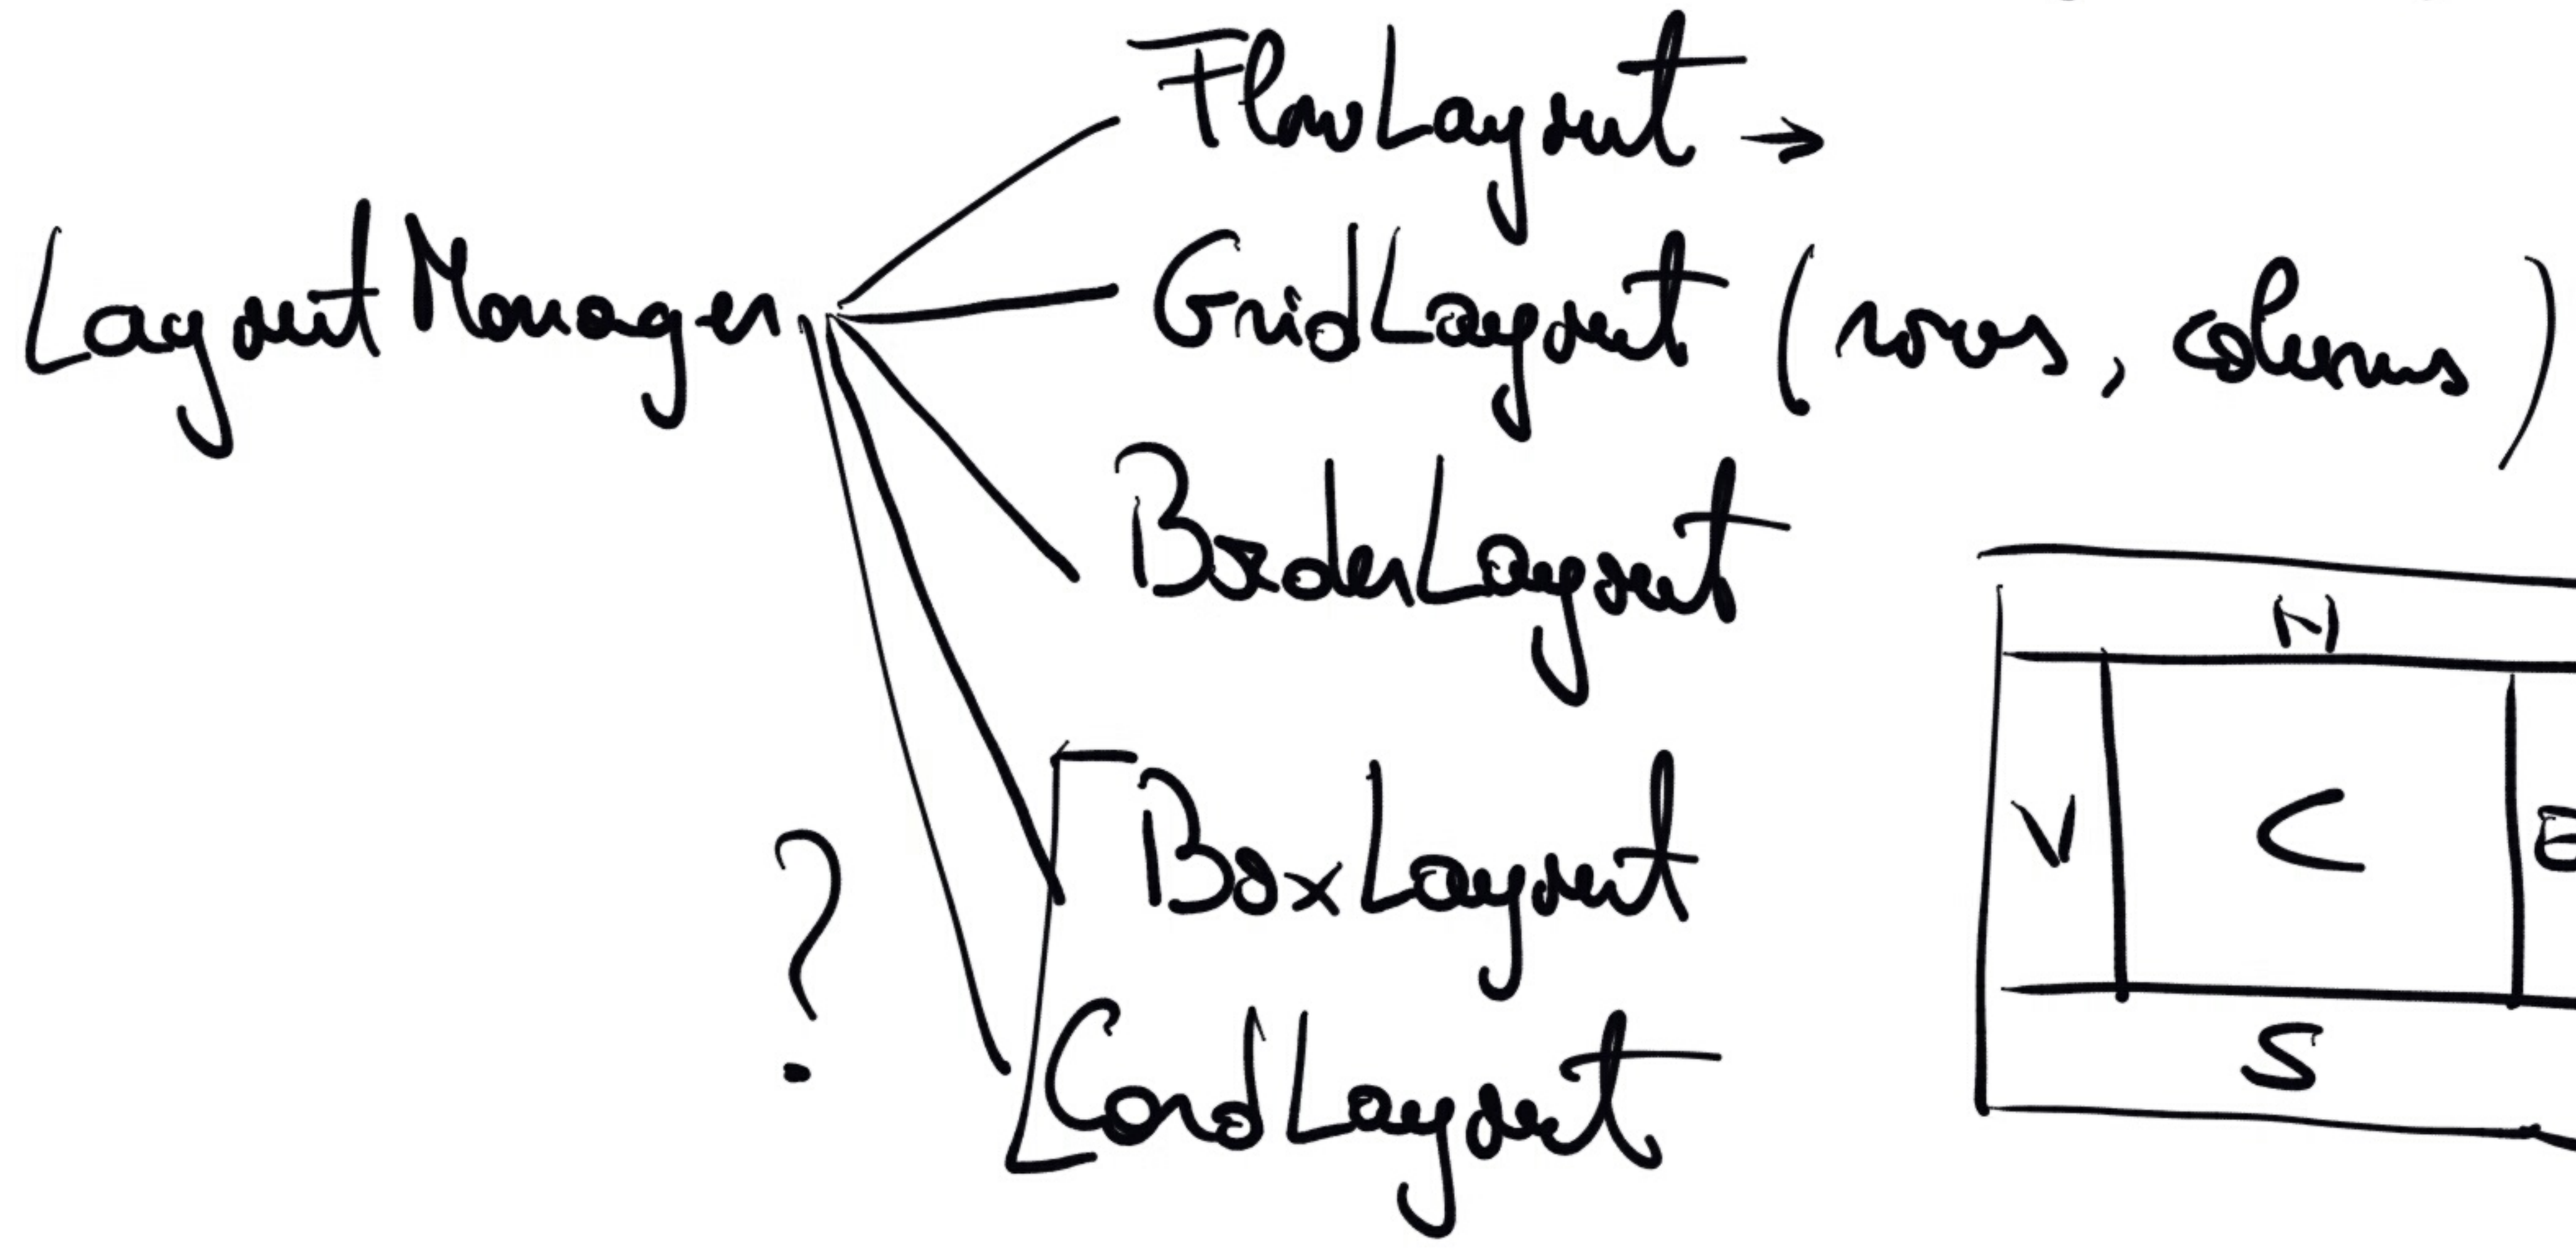 FlowLayout →
LayoutManager
GridLayout (rows, columns)
BorderLayout
N
V C E
BoxLayout
?
CardLayout
S